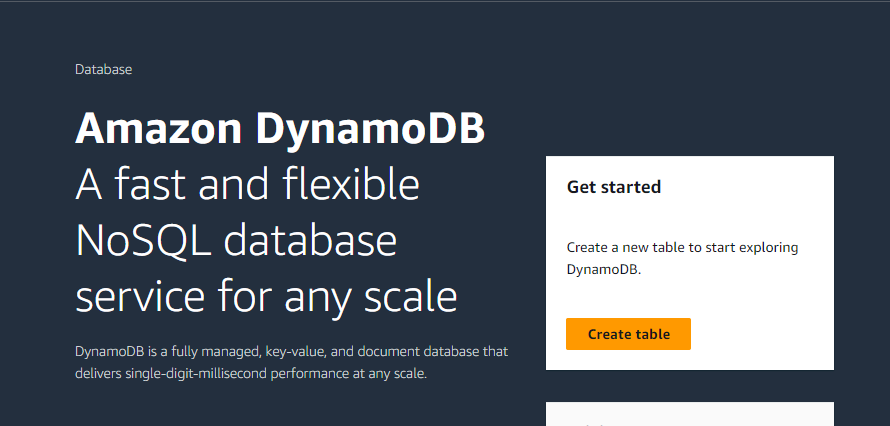 Database
Amazon DynamoDB
A fast and flexible
NoSQL database
service for any scale
DynamoDB is a fully managed, key-value, and document database that
delivers single-digit-millisecond performance at any scale.
Get started
Create a new table to start exploring
DynamoDB.
Create table